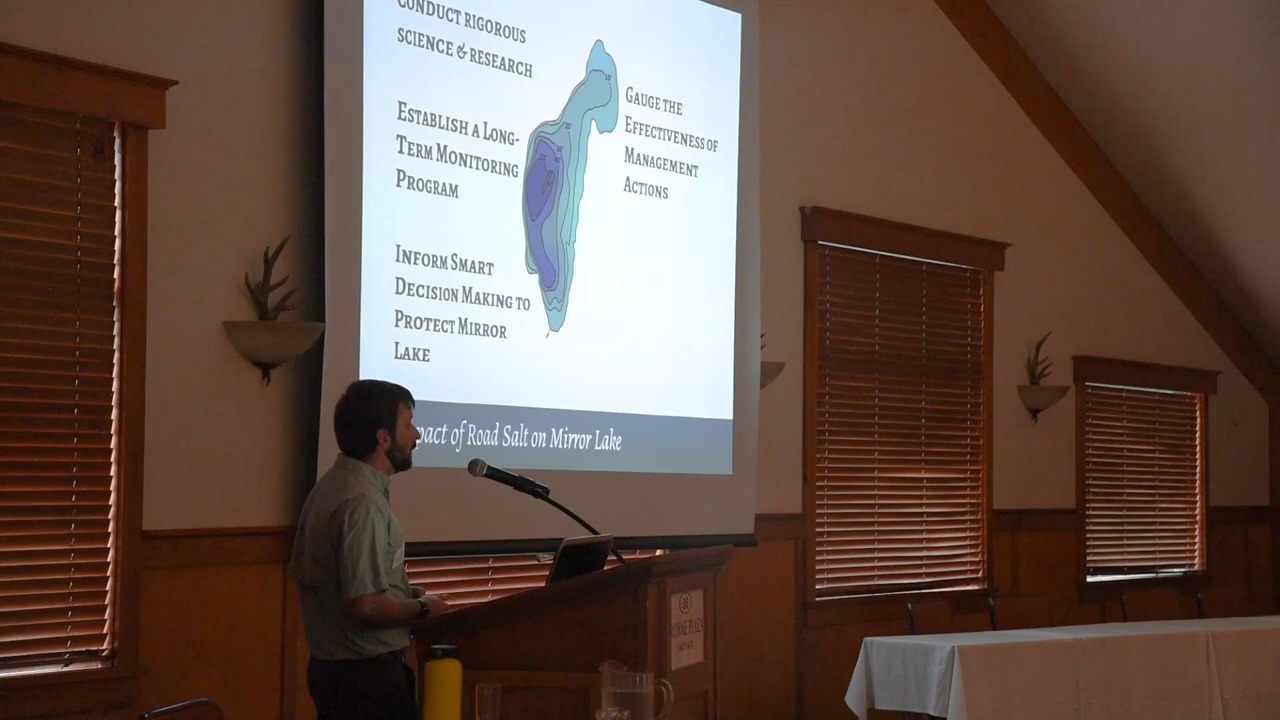 CONDUCT RIGOROUS
SCIENCE & RESEARCH
ESTABLISH A LONG-
TERM MONITORING
PROGRAM
INFORM SMART
DECISION MAKING TO
PROTECT MIRROR
LAKE
GAUGE THE
EFFECTIVENESS OF
MANAGEMENT
ACTIONS
pact of Road Salt on Mirror Lake
PLAZA